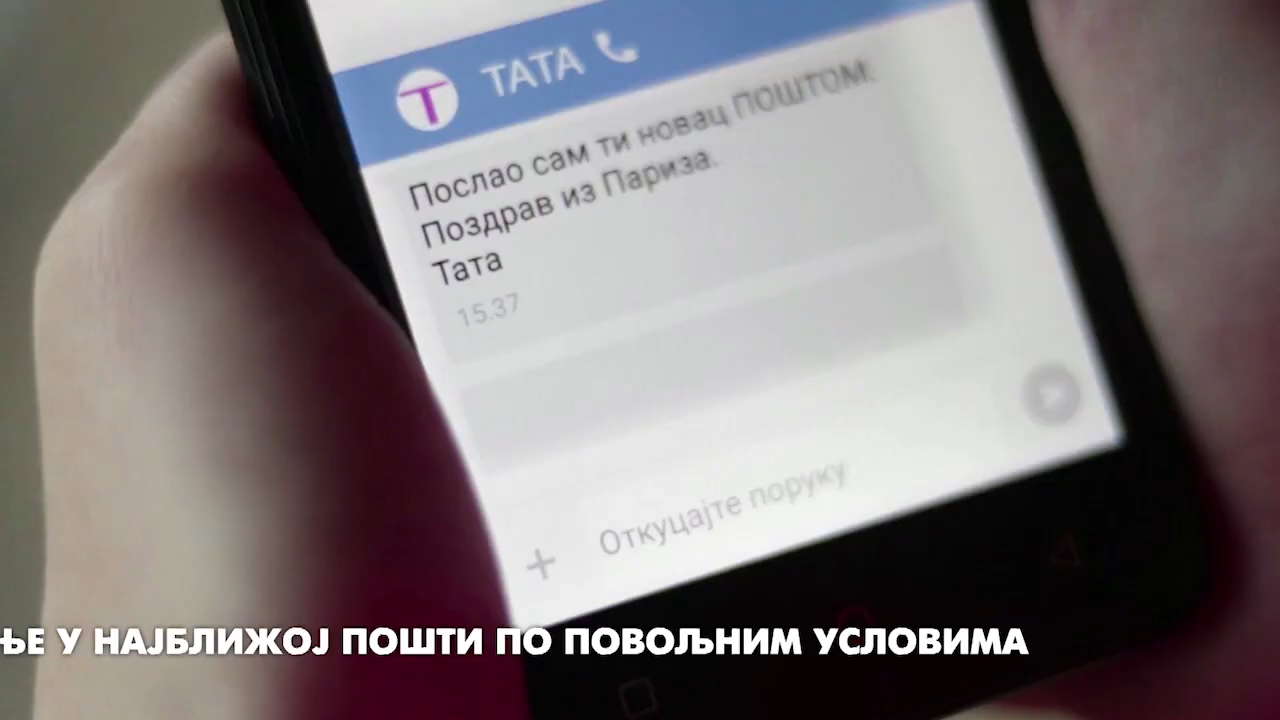 T ТАТА
Послао сам ти новац ПОШТОМ.
Поздрав из Париза.
Тата
15.37
Откуцајте поруку
ЊЕ У НАЈБЛИЖОЈ ПОШТИ ПО ПОВОЉНИМ УСЛОВИМА